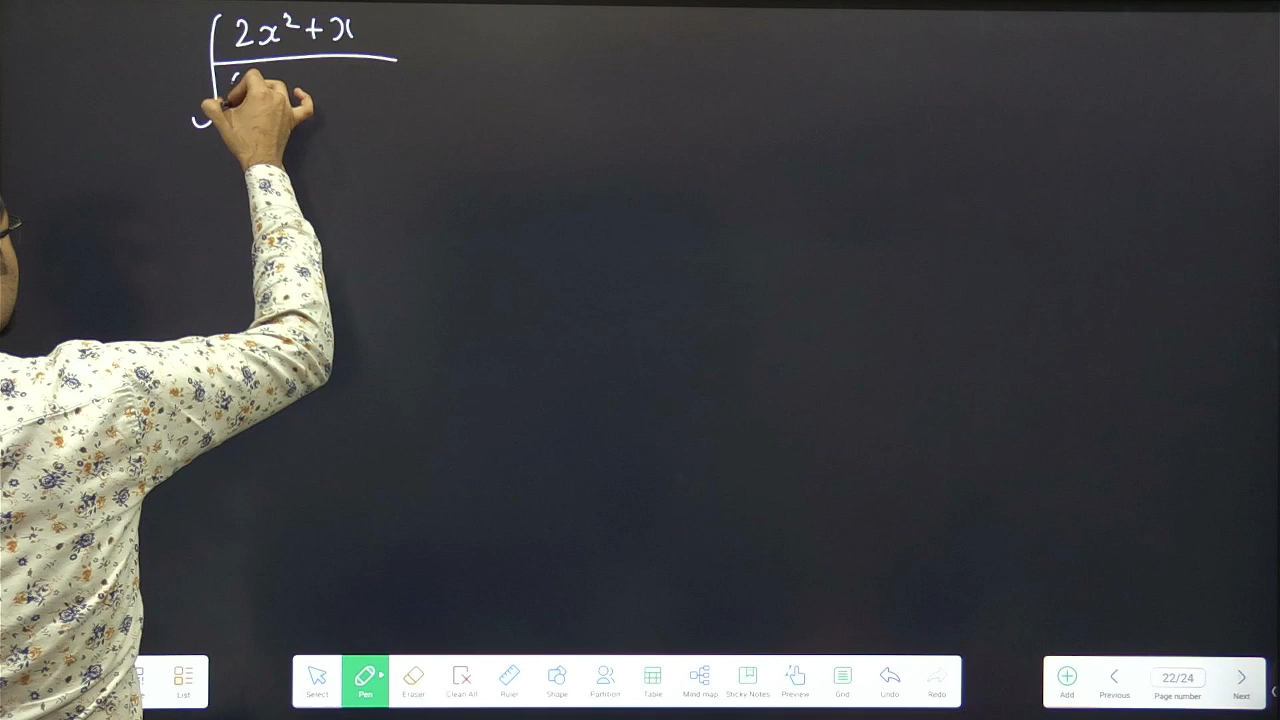 ∫ 2x² + x
List
Select
Pen
Eraser
Clean All
Ruler
Shape
Partition
Table
Mind map
Sticky Notes
Preview
Grid
Undo
Redo
Add
Previous
22/24
Page number
Next